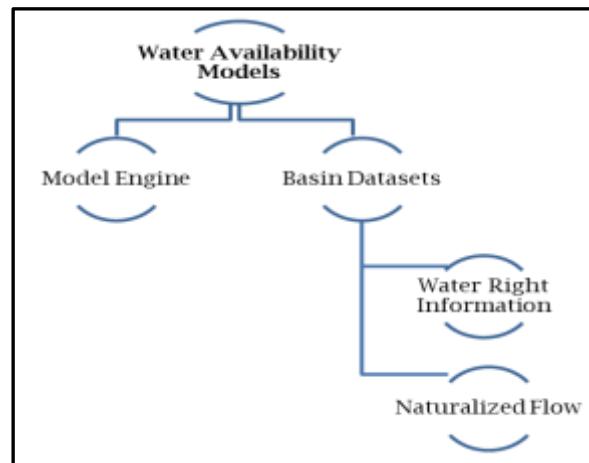 Water Availability
Models
Model Engine
Basin Datasets
Water Right
Information
Naturalized Flow